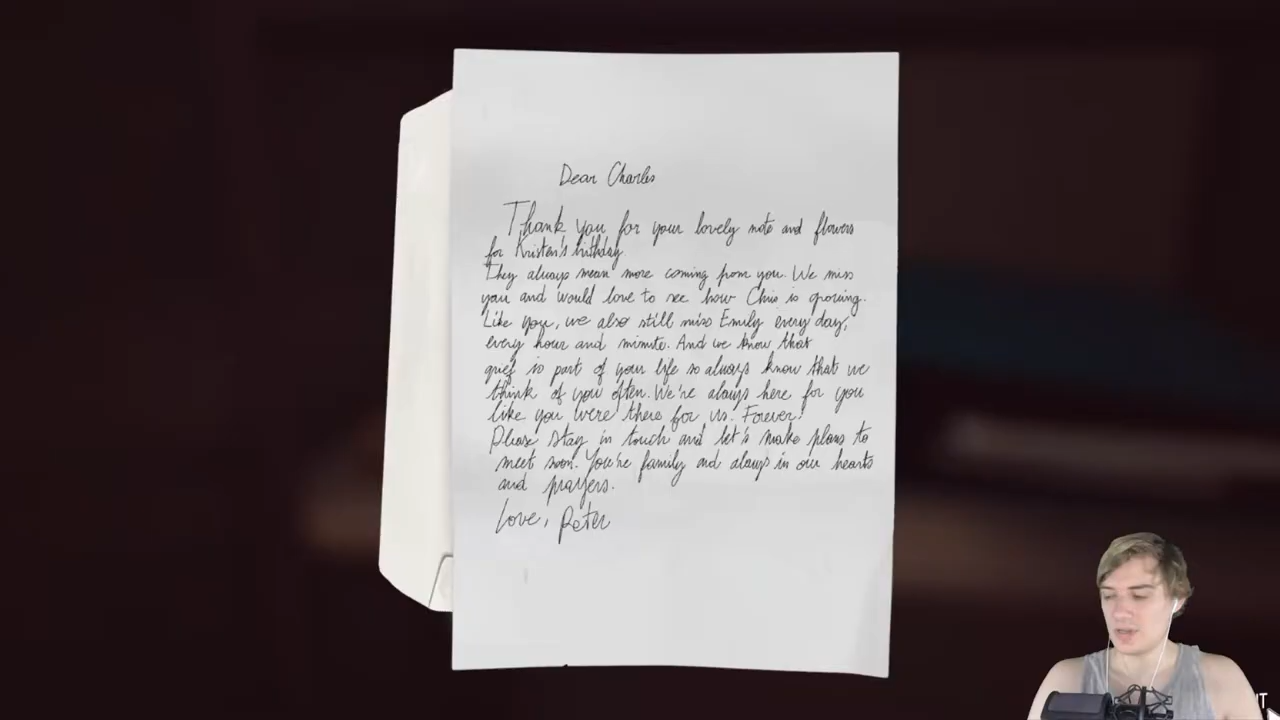 Dear Charles
Thank you for your lovely note and flowers
for Kristen's birthday.
They always mean more coming from you. We miss
you and would love to see how Chris is growing.
Like you, we also still miss Emily every day,
every hour and minute. And we know that
grief is part of your life so always know that we
think of you often. We're always here for you
like you were there for us. Forever!
Please stay in touch and let's make plans to
meet soon. You're family and always in our hearts
and prayers.
Love, Peter